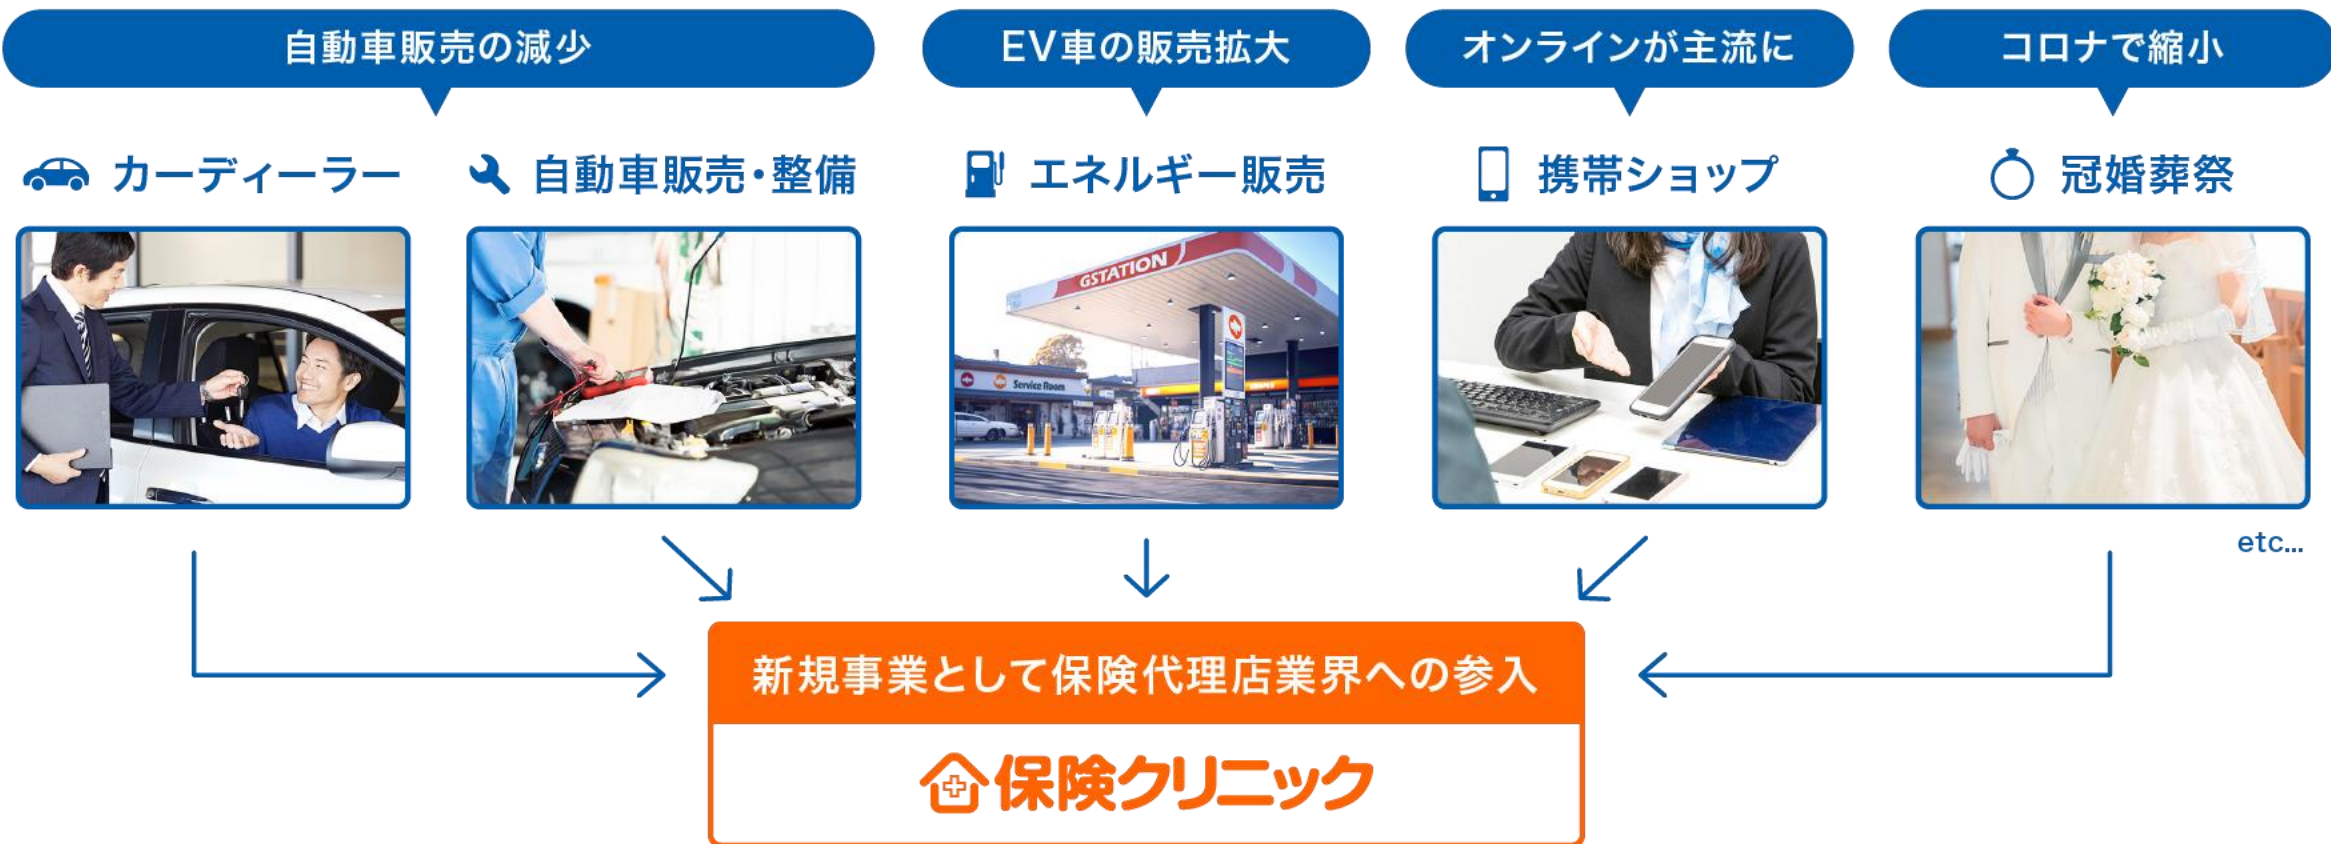 自動車販売の減少
EV車の販売拡大
オンラインが主流に
コロナで縮小
カーディーラー
自動車販売・整備
エネルギー販売
携帯ショップ
冠婚葬祭
GSTATION
Service Room
etc...
新規事業として保険代理店業界への参入
保険クリニック